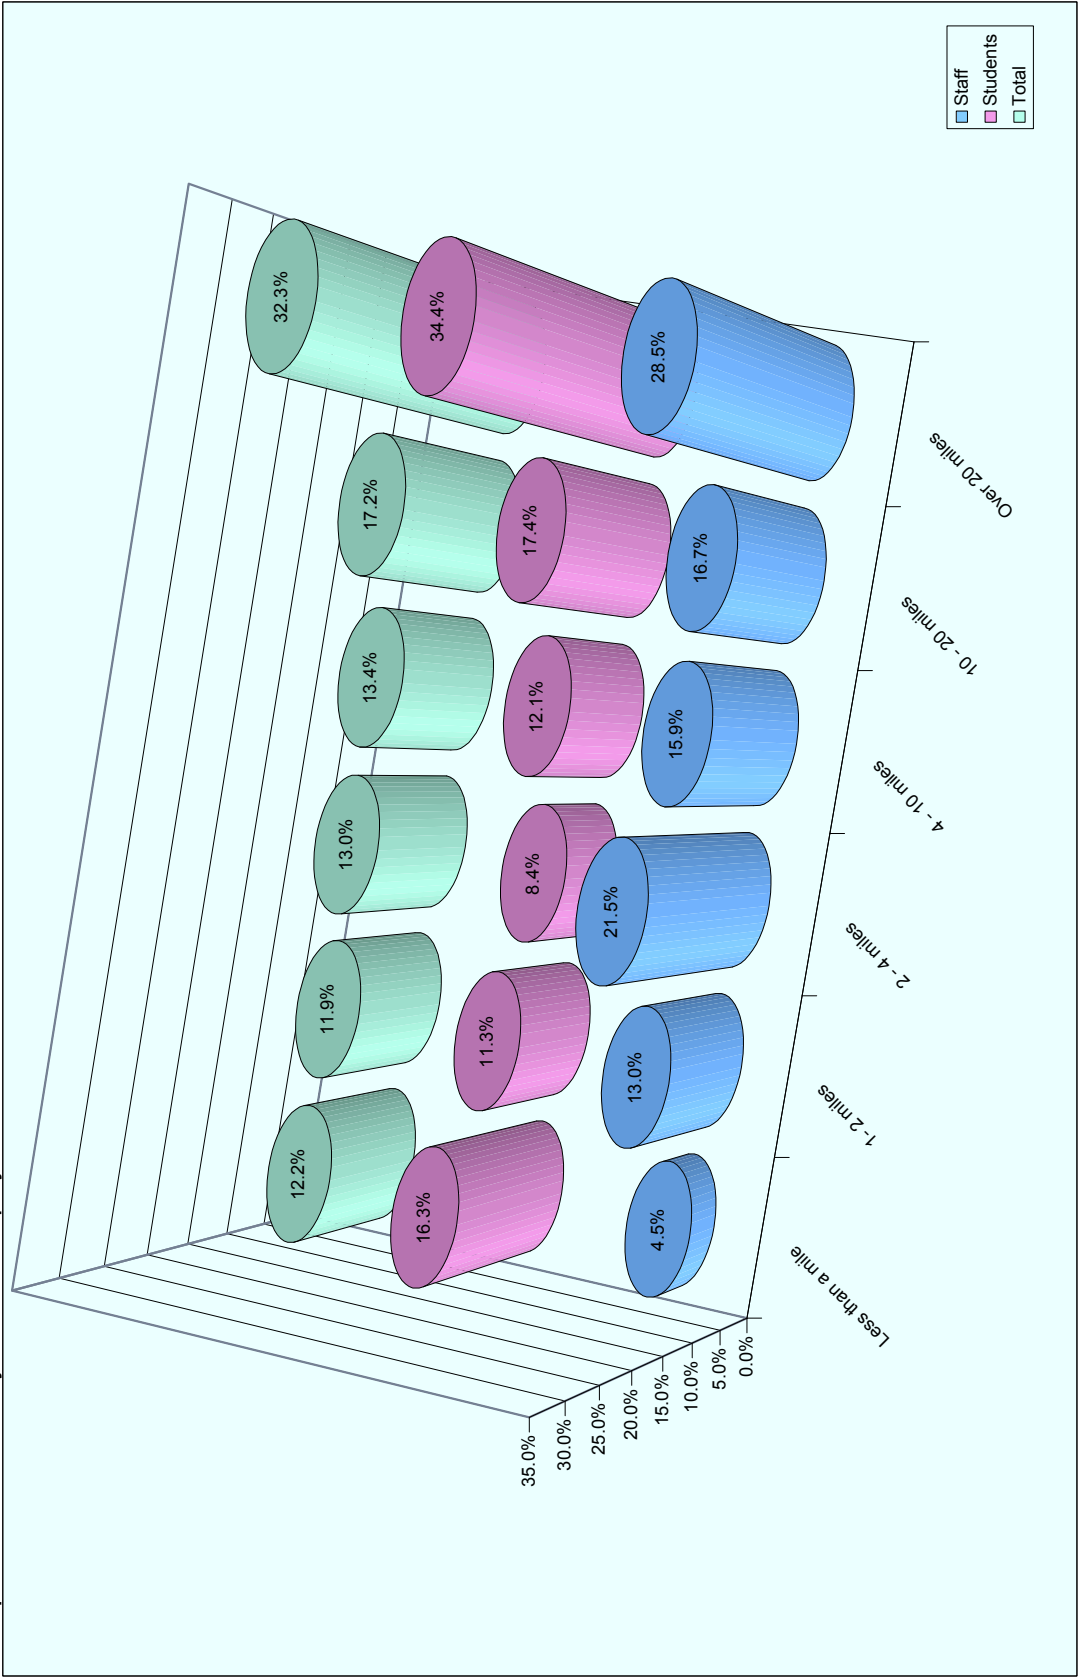 Staff
Students
Total
32.3%
17.2%
13.4%
13.0%
11.9%
12.2%
34.4%
17.4%
12.1%
8.4%
11.3%
16.3%
28.5%
16.7%
15.9%
21.5%
13.0%
4.5%
35.0%
30.0%
25.0%
20.0%
15.0%
10.0%
5.0%
0.0%
Less than a mile
1 - 2 miles
2 - 4 miles
4 - 10 miles
10 - 20 miles
Over 20 miles